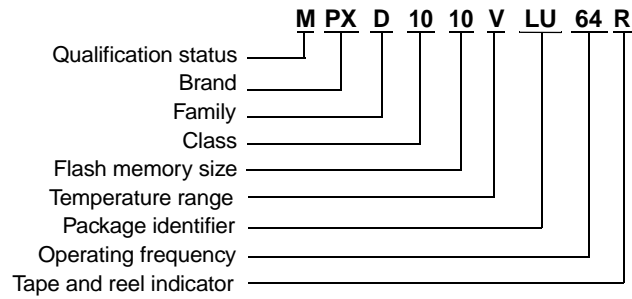 M PX D 10 10 V LU 64 R
Qualification status
Brand
Family
Class
Flash memory size
Temperature range
Package identifier
Operating frequency
Tape and reel indicator